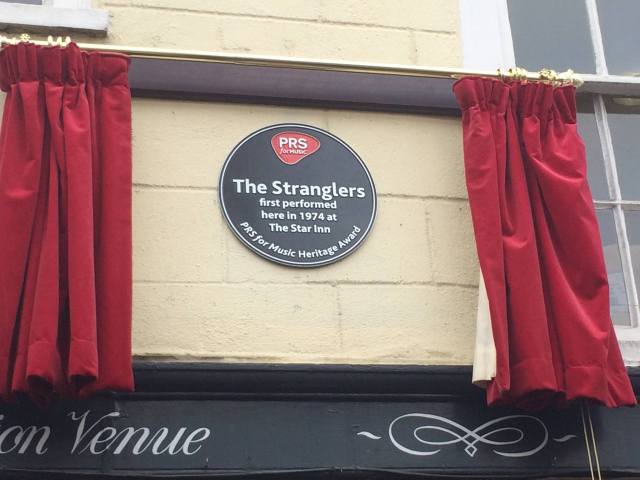 PRS
for Music
The Stranglers
first performed
here in 1974 at
The Star Inn
PRS for Music Heritage Award
ion Venue